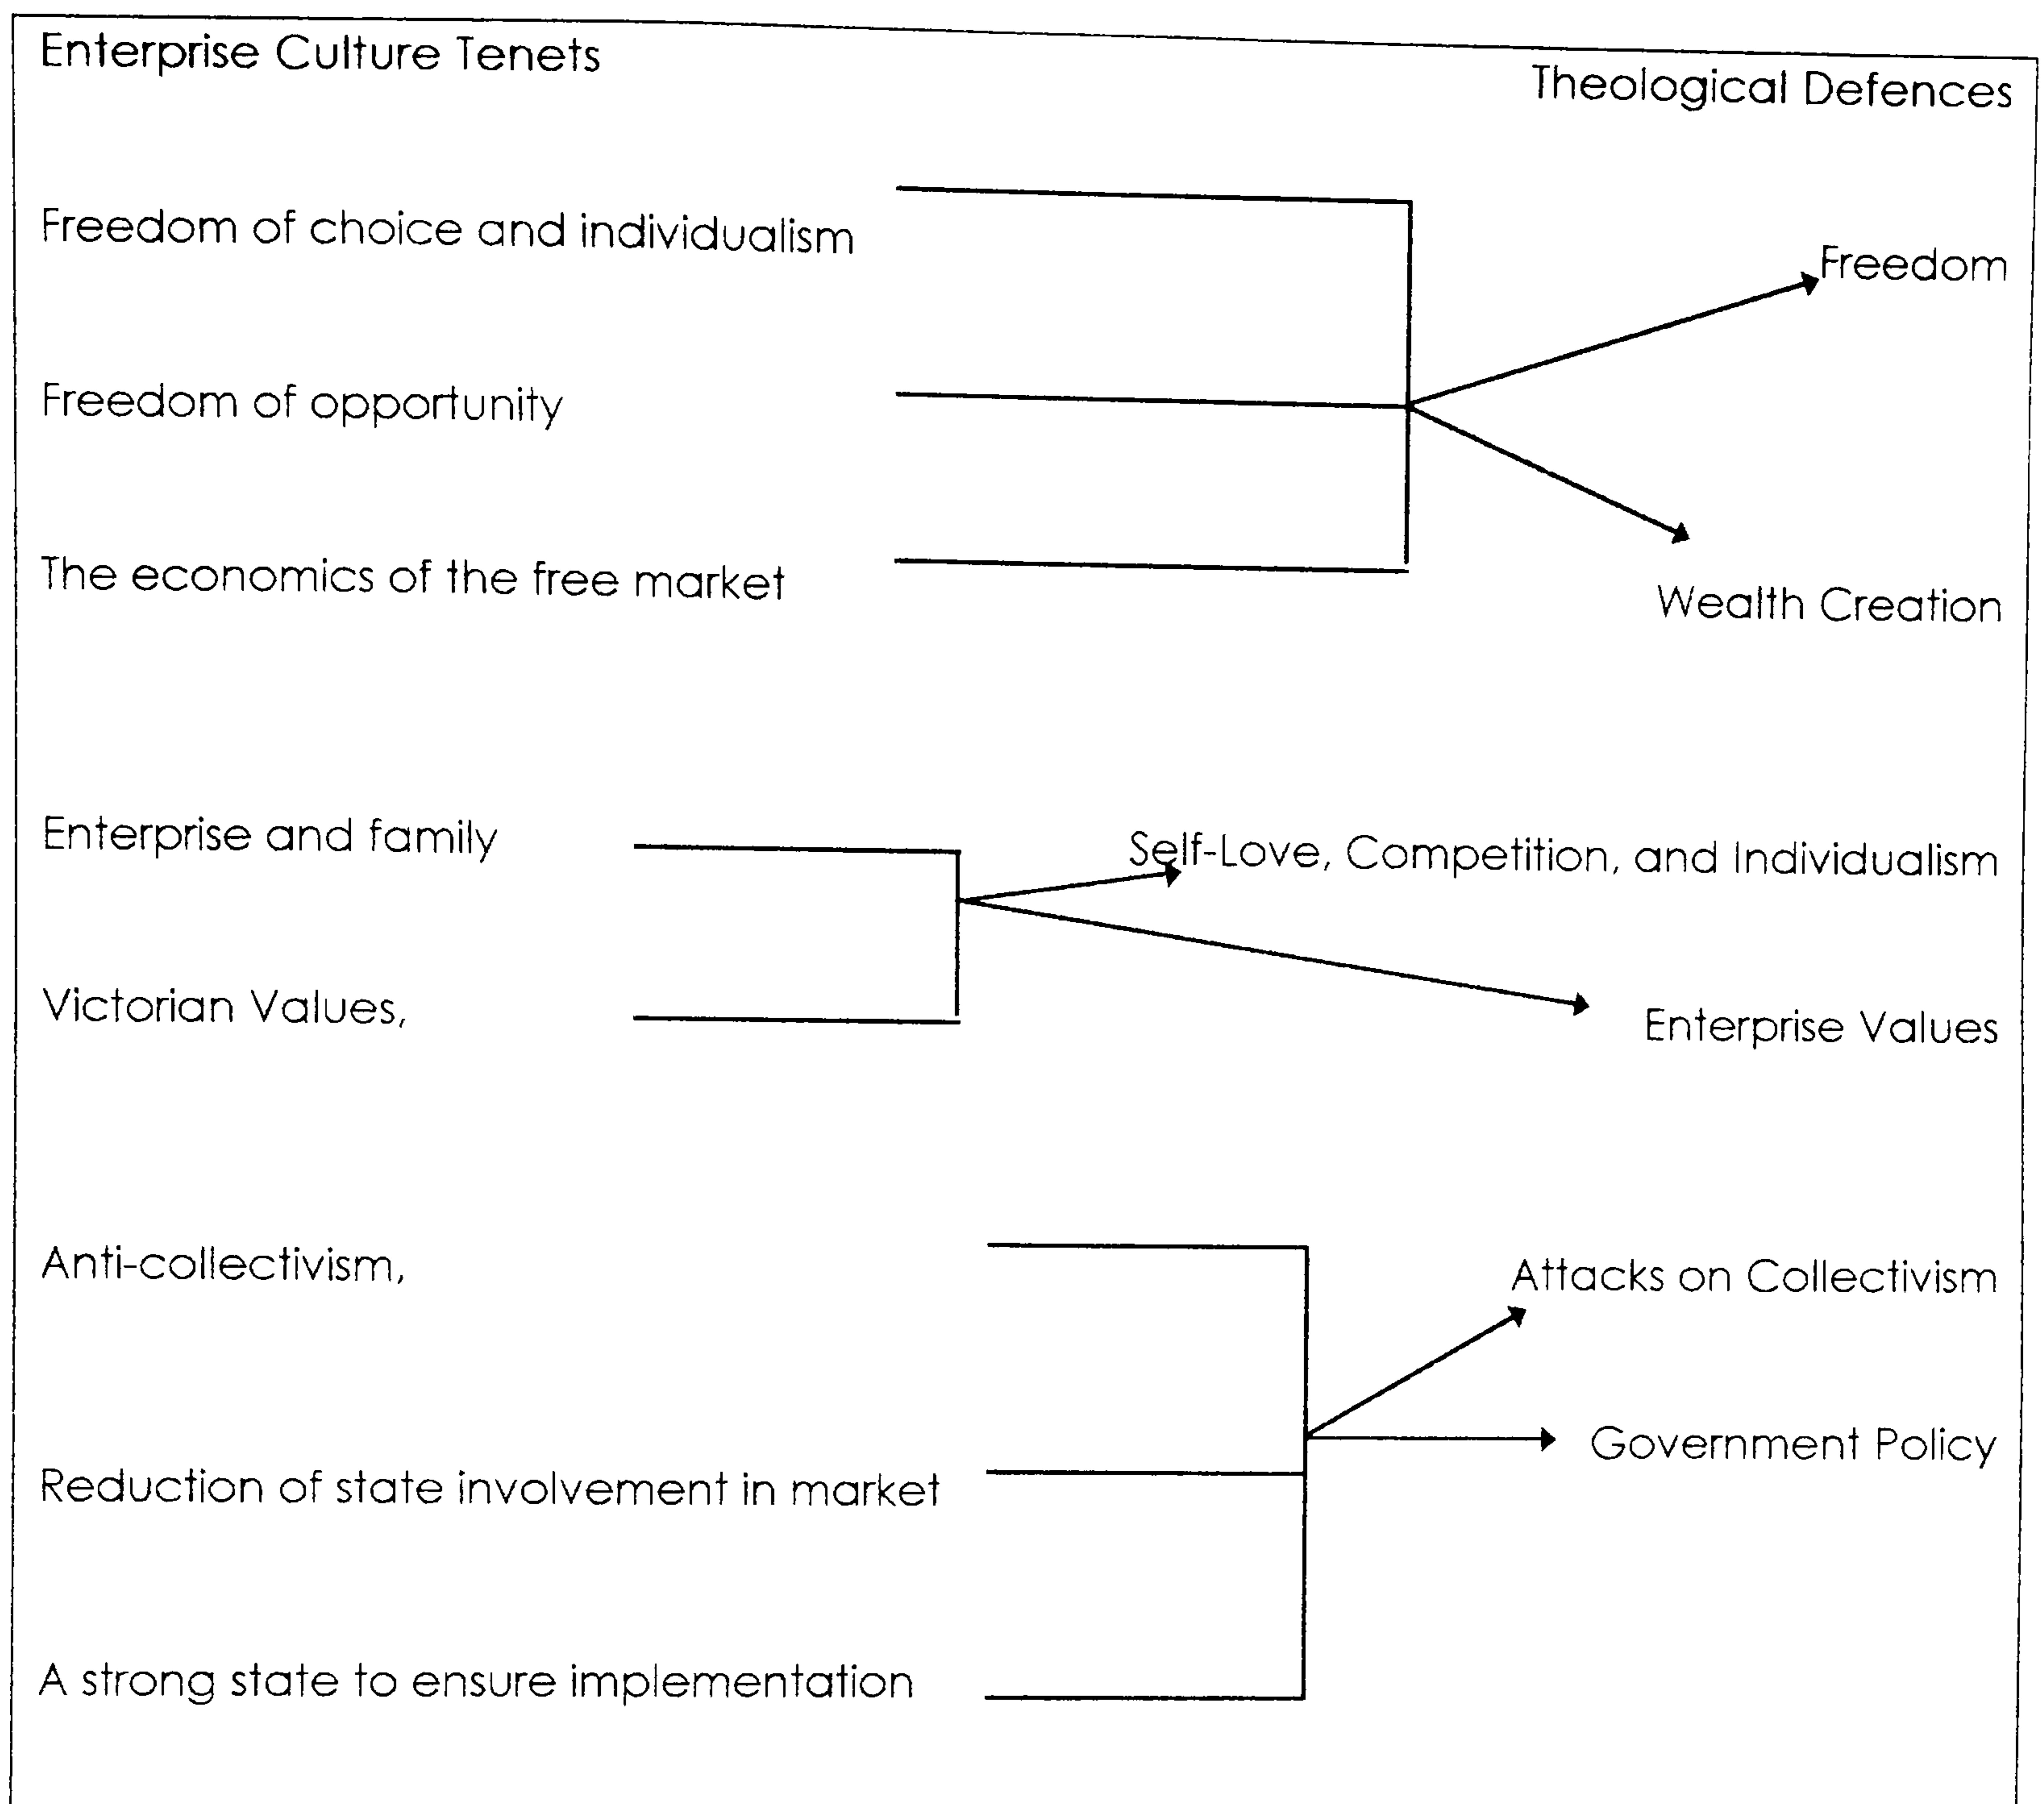 Enterprise Culture Tenets
Theological Defences
Freedom of choice and individualism
Freedom
Freedom of opportunity
The economics of the free market
Wealth Creation
Enterprise and family
Self-Love, Competition, and Individualism
Victorian Values,
Enterprise Values
Anti-collectivism,
Attacks on Collectivism
Government Policy
Reduction of state involvement in market
A strong state to ensure implementation